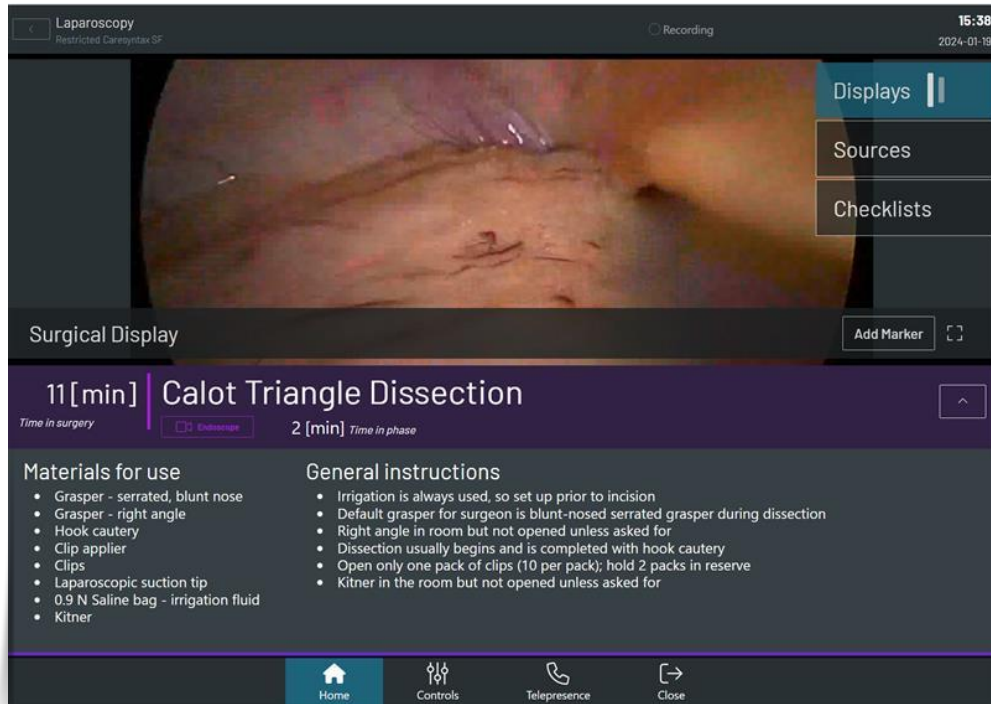 Laparoscopy
Restricted Caresyntax SF
Recording
15:38
2024-01-19
Displays
Sources
Checklists
Surgical Display
Add Marker
11 [min]
Time in surgery
Calot Triangle Dissection
Endoscope
2 [min] Time in phase
Materials for use
• Grasper - serrated, blunt nose
• Grasper - right angle
• Hook cautery
• Clip applier
• Clips
• Laparoscopic suction tip
• 0.9 N Saline bag - irrigation fluid
• Kitner
General instructions
• Irrigation is always used, so set up prior to incision
• Default grasper for surgeon is blunt-nosed serrated grasper during dissection
• Right angle in room but not opened unless asked for
• Dissection usually begins and is completed with hook cautery
• Open only one pack of clips (10 per pack); hold 2 packs in reserve
• Kitner in the room but not opened unless asked for
Home
Controls
Telepresence
Close